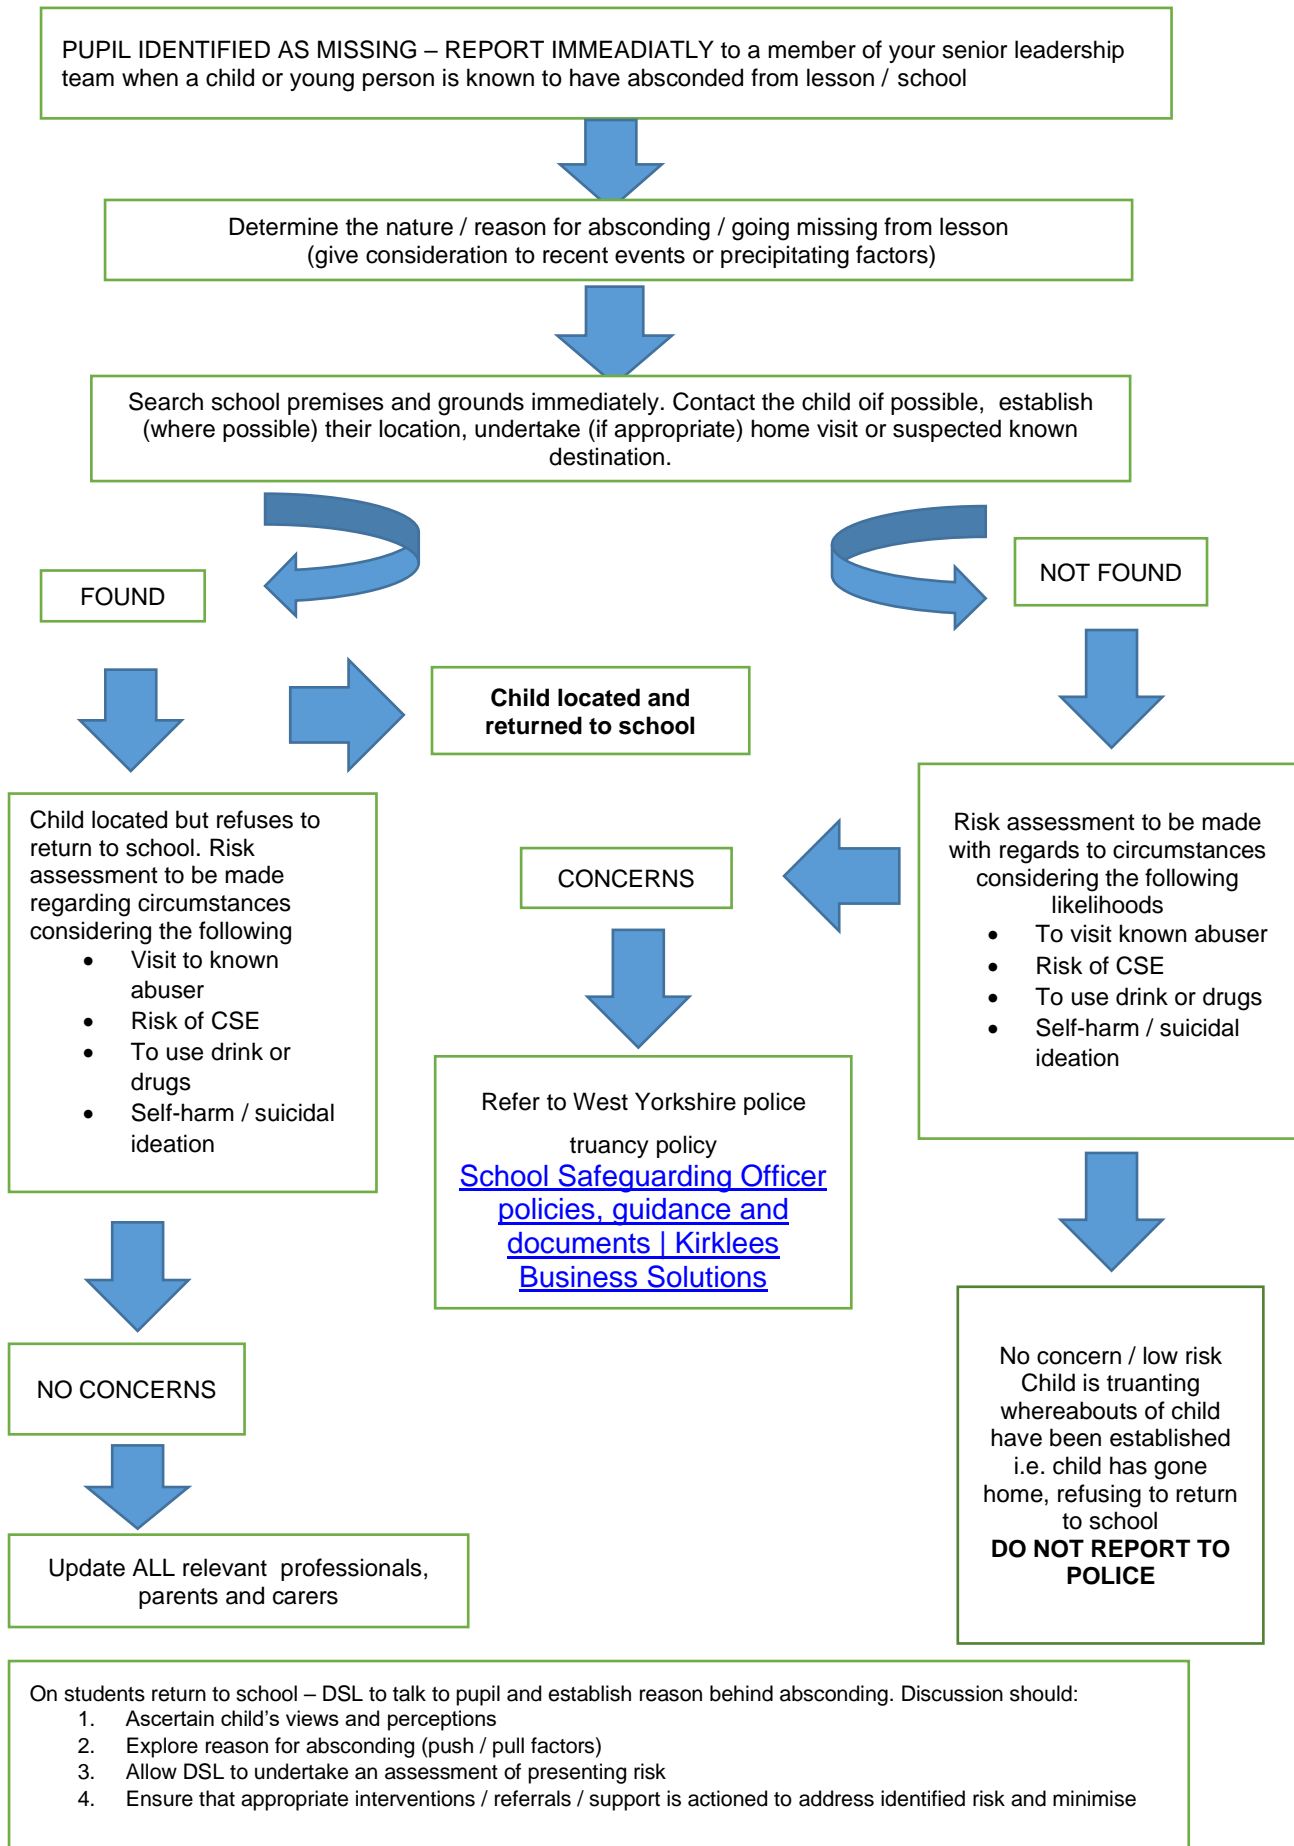 PUPIL IDENTIFIED AS MISSING – REPORT IMMEADIATLY to a member of your senior leadership
team when a child or young person is known to have absconded from lesson / school
Determine the nature / reason for absconding / going missing from lesson
(give consideration to recent events or precipitating factors)
Search school premises and grounds immediately. Contact the child oif possible, establish
(where possible) their location, undertake (if appropriate) home visit or suspected known
destination.
FOUND
NOT FOUND
Child located and
returned to school
Child located but refuses to
return to school. Risk
assessment to be made
regarding circumstances
considering the following
• Visit to known
abuser
• Risk of CSE
• To use drink or
drugs
• Self-harm / suicidal
ideation
CONCERNS
Risk assessment to be made
with regards to circumstances
considering the following
likelihoods
• To visit known abuser
• Risk of CSE
• To use drink or drugs
• Self-harm / suicidal
ideation
Refer to West Yorkshire police
truancy policy
School Safeguarding Officer
policies, guidance and
documents | Kirklees
Business Solutions
NO CONCERNS
No concern / low risk
Child is truanting
whereabouts of child
have been established
i.e. child has gone
home, refusing to return
to school
DO NOT REPORT TO
POLICE
Update ALL relevant professionals,
parents and carers
On students return to school – DSL to talk to pupil and establish reason behind absconding. Discussion should:
1. Ascertain child’s views and perceptions
2. Explore reason for absconding (push / pull factors)
3. Allow DSL to undertake an assessment of presenting risk
4. Ensure that appropriate interventions / referrals / support is actioned to address identified risk and minimise